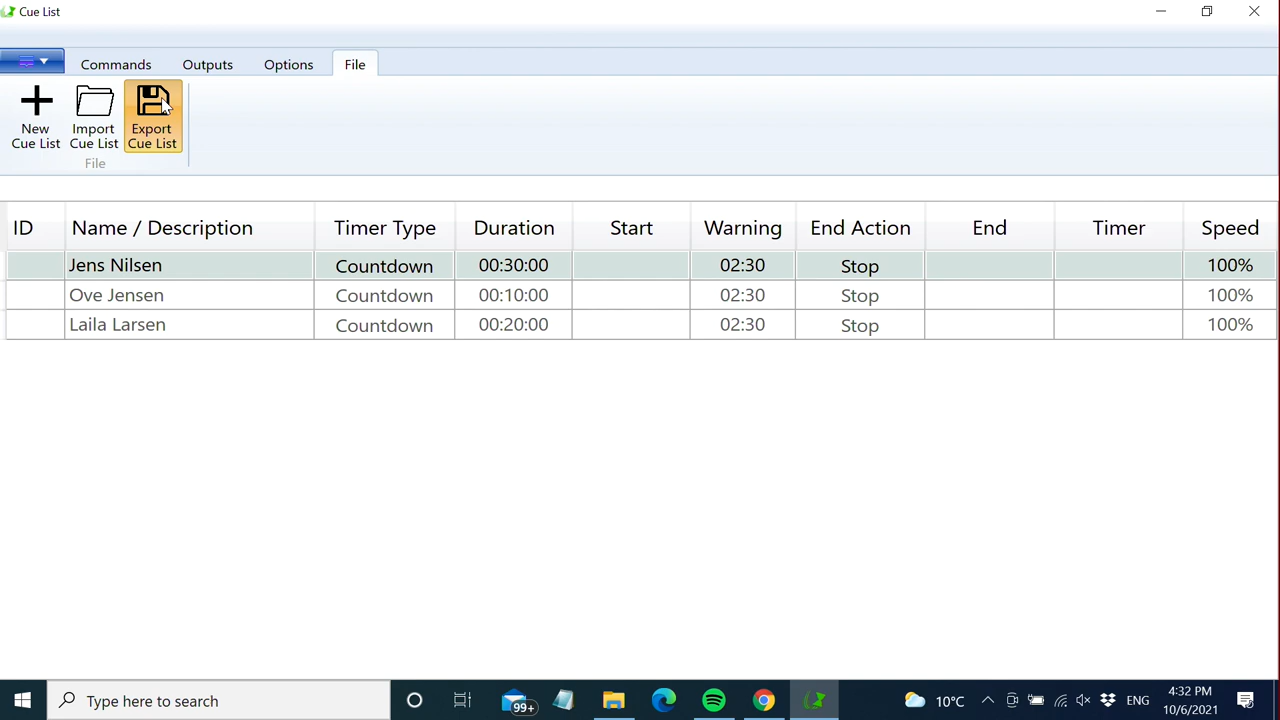 Cue List
Commands Outputs Options File
New Cue List
Import Cue List
Export Cue List
File
ID Name / Description Timer Type Duration Start Warning End Action End Timer Speed
Jens Nilsen Countdown 00:30:00 02:30 Stop 100%
Ove Jensen Countdown 00:10:00 02:30 Stop 100%
Laila Larsen Countdown 00:20:00 02:30 Stop 100%
Type here to search 99+ 10°C ENG
4:32 PM
10/6/2021